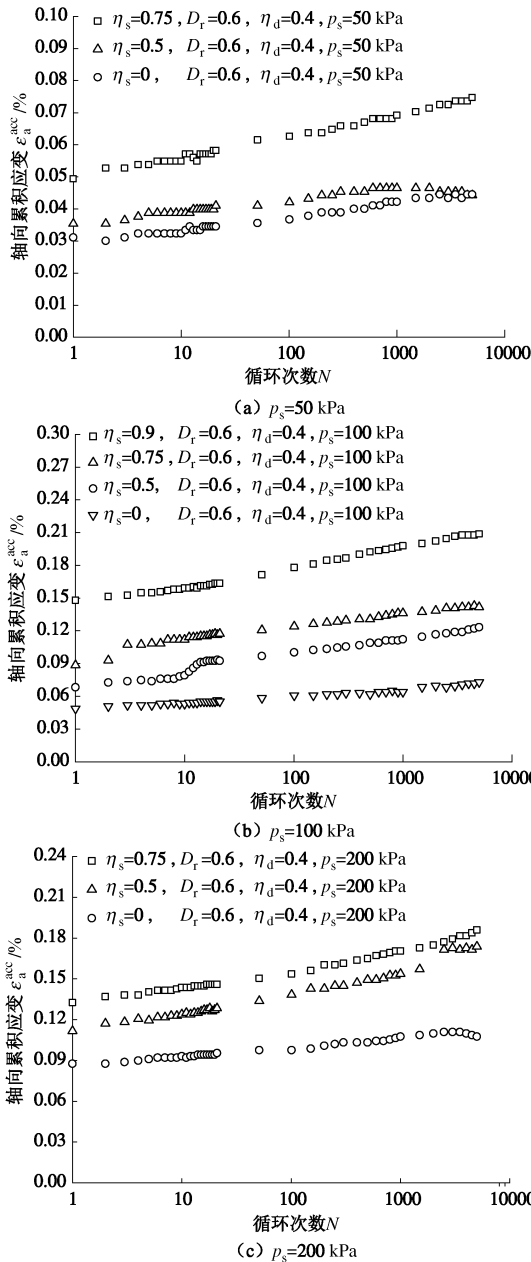 η_s=0.75, D_r=0.6, η_d=0.4, p_s=50 kPa
η_s=0.5, D_r=0.6, η_d=0.4, p_s=50 kPa
η_s=0, D_r=0.6, η_d=0.4, p_s=50 kPa
轴向累积应变 ε_a^acc /%
0.10
0.09
0.08
0.07
0.06
0.05
0.04
0.03
0.02
0.01
0.00
1 10 100 1000 10000
循环次数N
(a) p_s=50 kPa
η_s=0.9, D_r=0.6, η_d=0.4, p_s=100 kPa
η_s=0.75, D_r=0.6, η_d=0.4, p_s=100 kPa
η_s=0.5, D_r=0.6, η_d=0.4, p_s=100 kPa
η_s=0, D_r=0.6, η_d=0.4, p_s=100 kPa
轴向累积应变 ε_a^acc /%
0.30
0.27
0.24
0.21
0.18
0.15
0.12
0.09
0.06
0.03
0.00
1 10 100 1000 10000
循环次数N
(b) p_s=100 kPa
η_s=0.75, D_r=0.6, η_d=0.4, p_s=200 kPa
η_s=0.5, D_r=0.6, η_d=0.4, p_s=200 kPa
η_s=0, D_r=0.6, η_d=0.4, p_s=200 kPa
轴向累积应变 ε_a^acc /%
0.24
0.21
0.18
0.15
0.12
0.09
0.06
0.03
0.00
1 10 100 1000 10000
循环次数N
(c) p_s=200 kPa